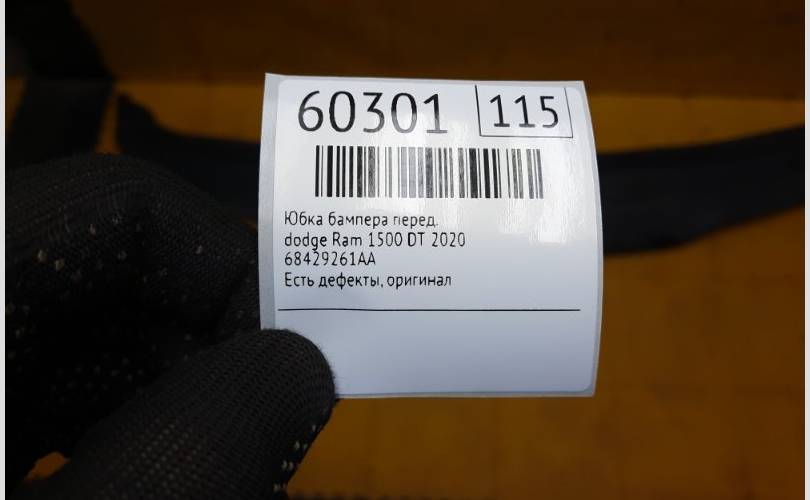 60301 115
Юбка бампера перед.
dodge Ram 1500 DT 2020
68429261AA
Есть дефекты, оригинал